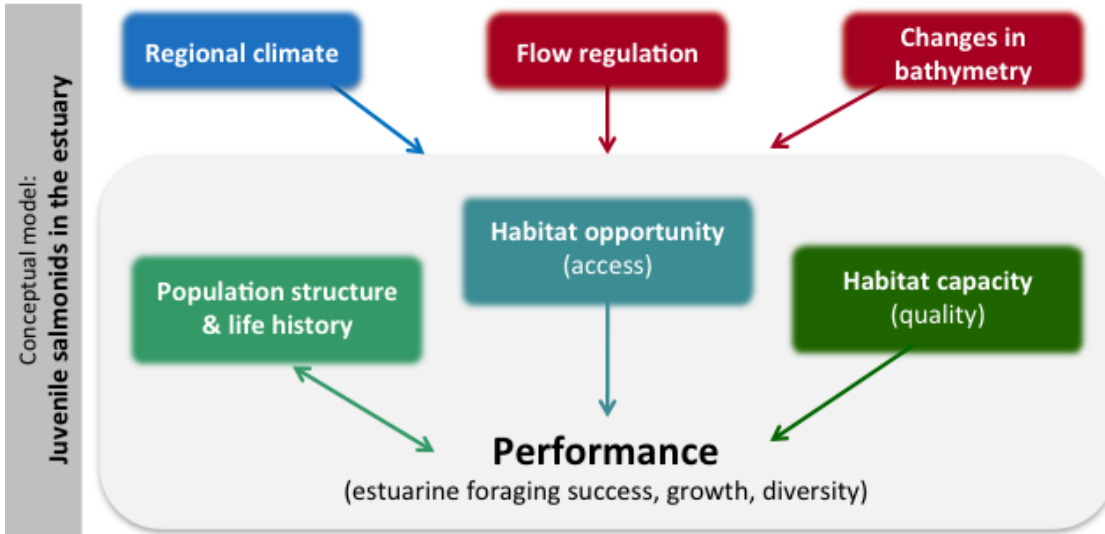 Conceptual model:
Juvenile salmonids in the estuary
Regional climate
Flow regulation
Changes in
bathymetry
Habitat opportunity
(access)
Population structure
& life history
Habitat capacity
(quality)
Performance
(estuarine foraging success, growth, diversity)